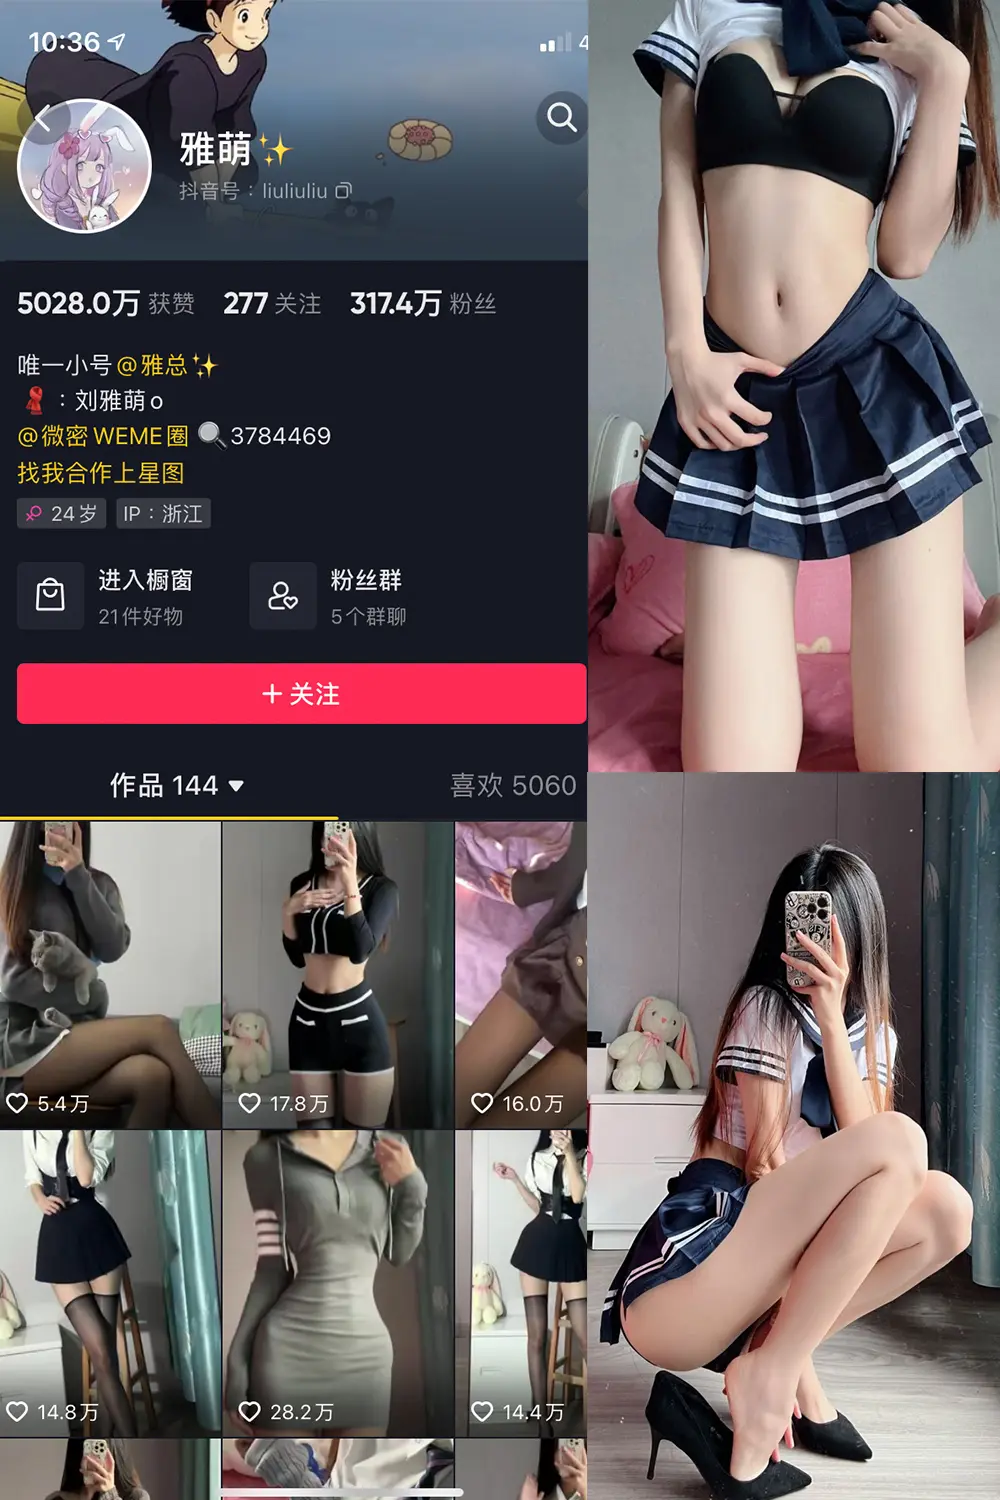 10:36
4
雅萌✨
抖音号：liuliuliu
5028.0万 获赞 277 关注 317.4万 粉丝
唯一小号@雅总✨
🧣：刘雅萌o
@微密WEME圈🔍3784469
找我合作上星图
24岁 IP：浙江
进入橱窗
21件好物
粉丝群
5个群聊
+ 关注
作品 144 ▼ 喜欢 5060
5.4万 17.8万 16.0万
14.8万 28.2万 14.4万